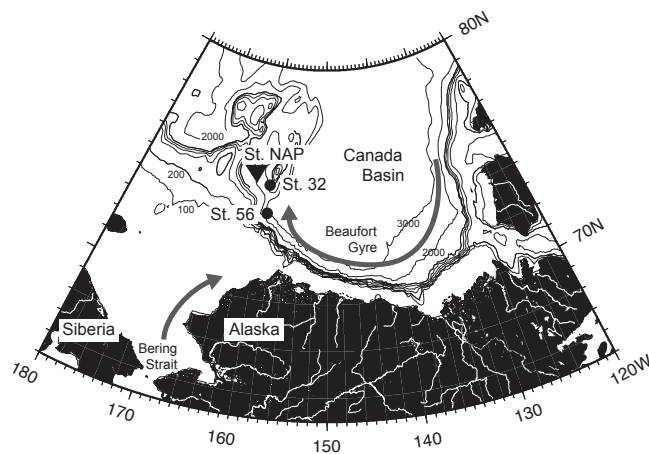 80N
2000
St. NAP
Canada
Basin
200
St. 32
100
St. 56
Beaufort
Gyre
3000
2000
70N
Siberia
Alaska
Bering
Strait
180
170
160
150
140
130
120W